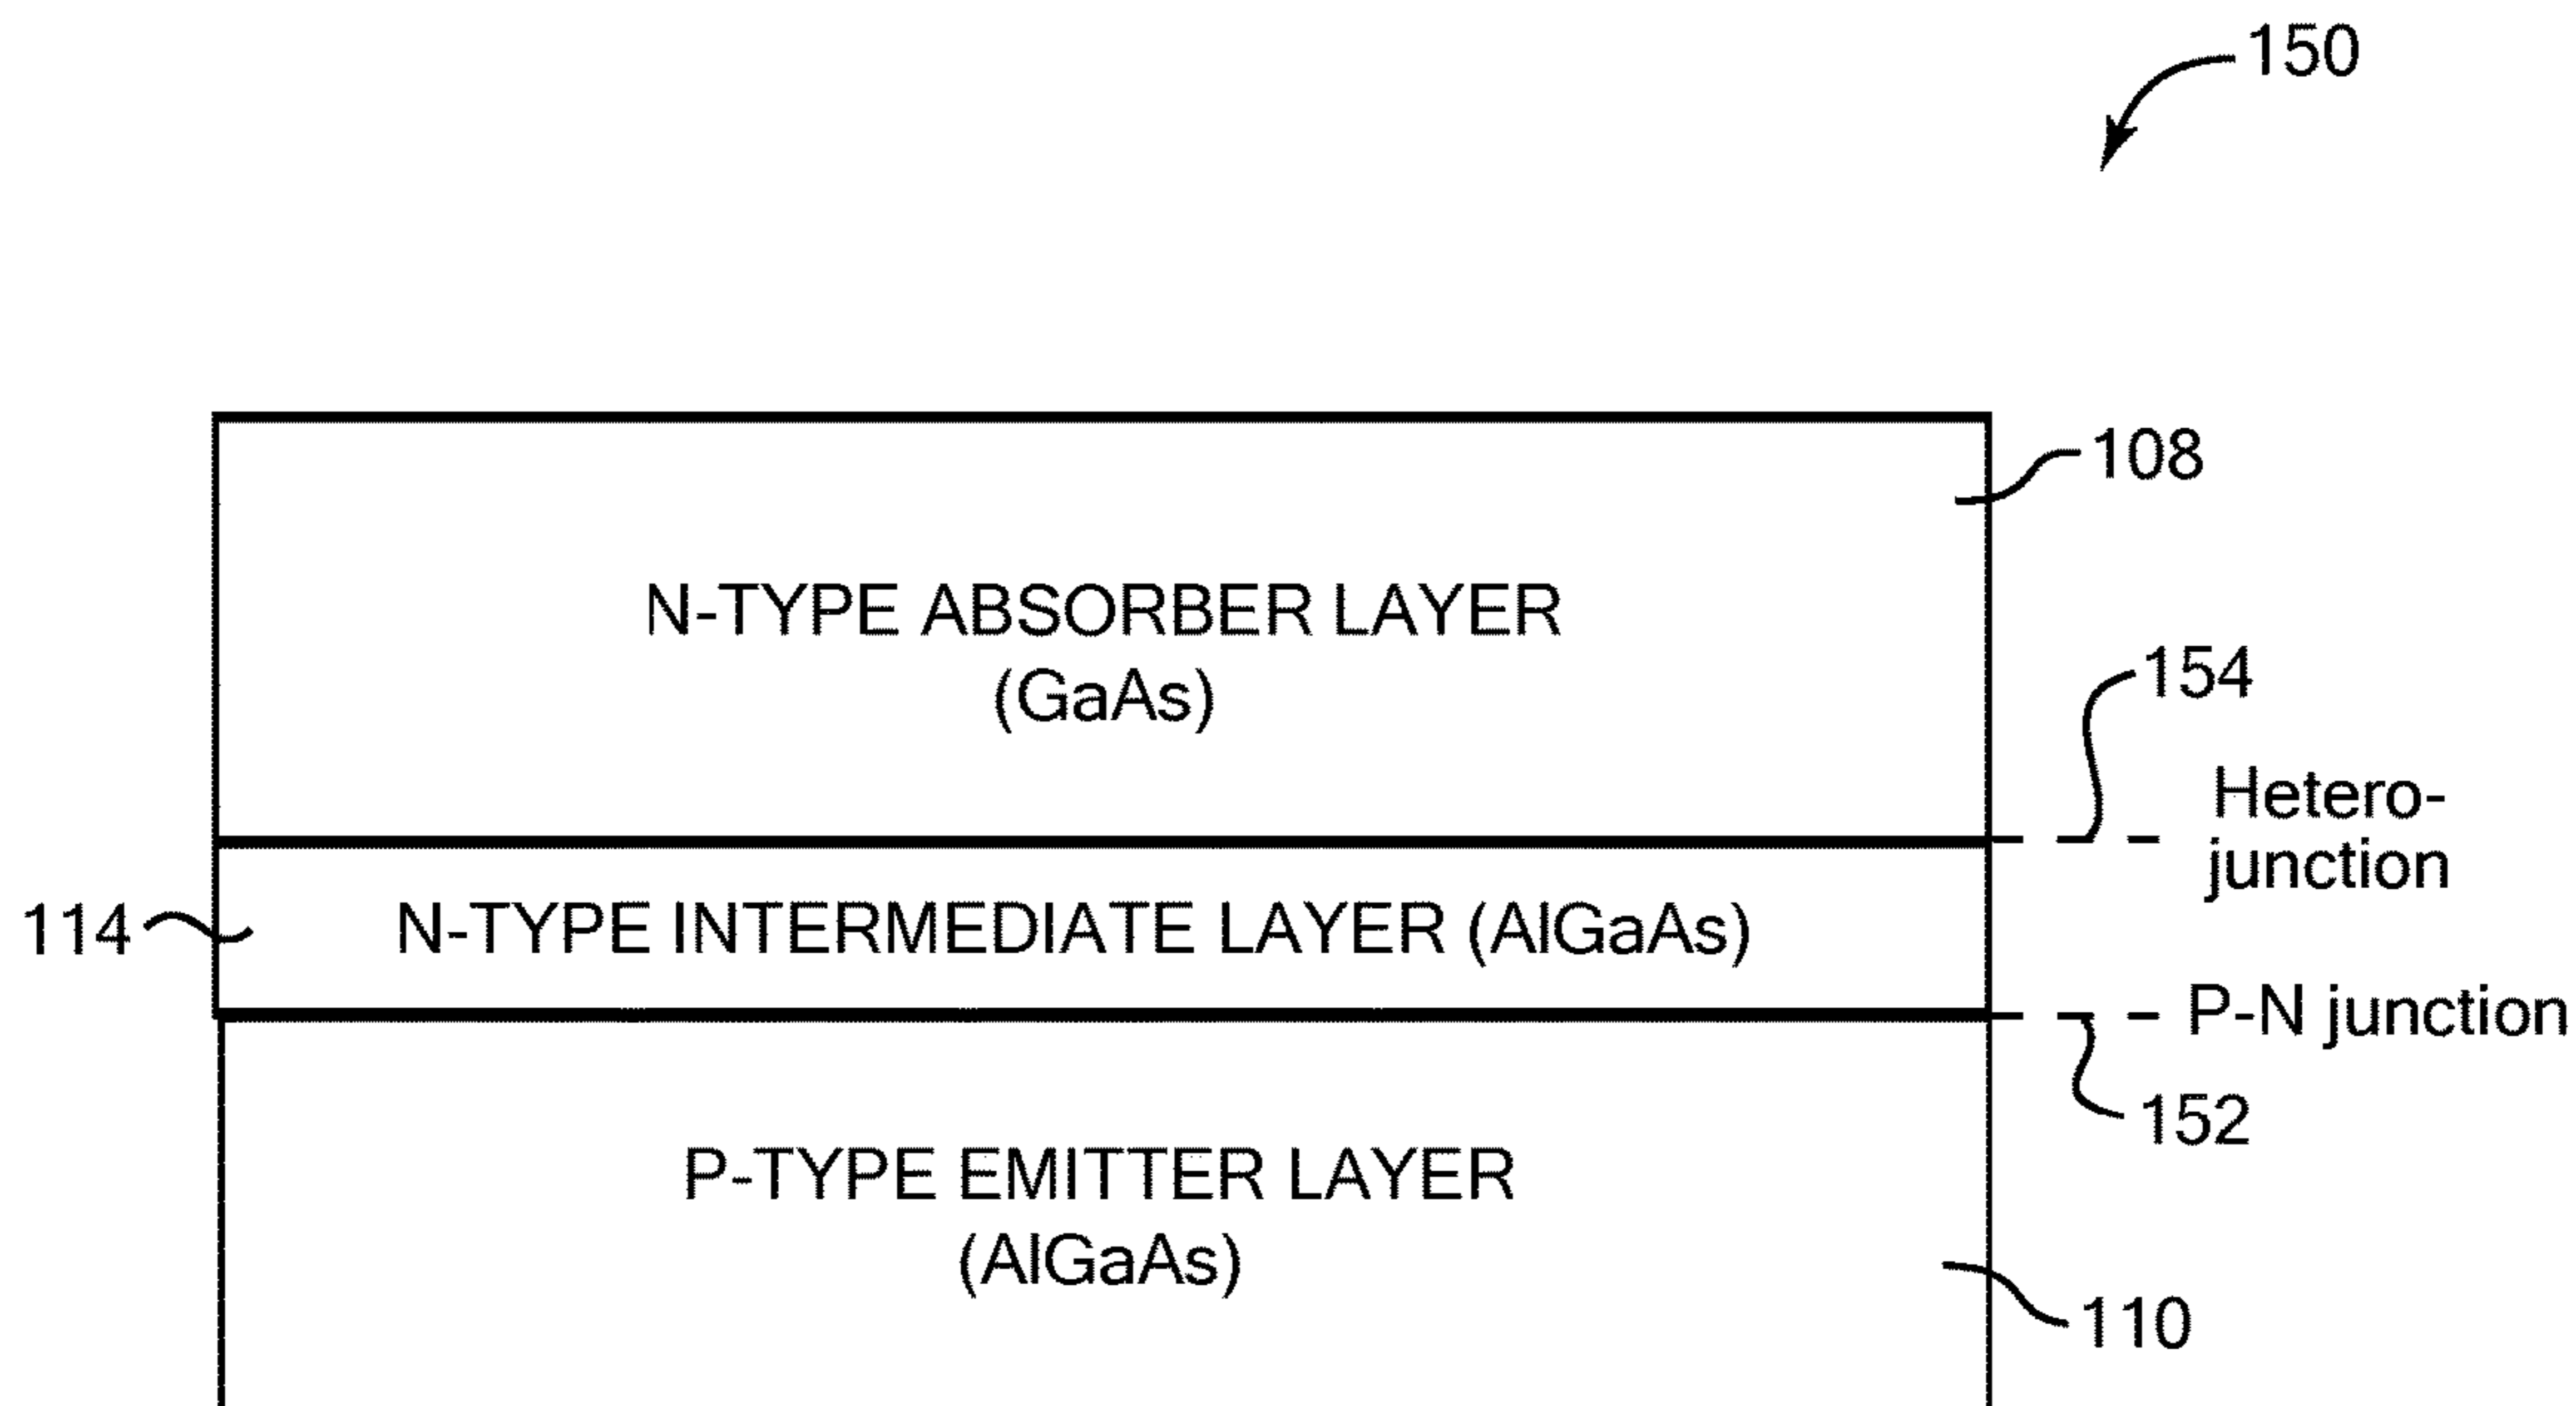 150
108
N-TYPE ABSORBER LAYER
(GaAs)
154
Hetero-
junction
114
N-TYPE INTERMEDIATE LAYER (AlGaAs)
P-N junction
152
P-TYPE EMITTER LAYER
(AlGaAs)
110